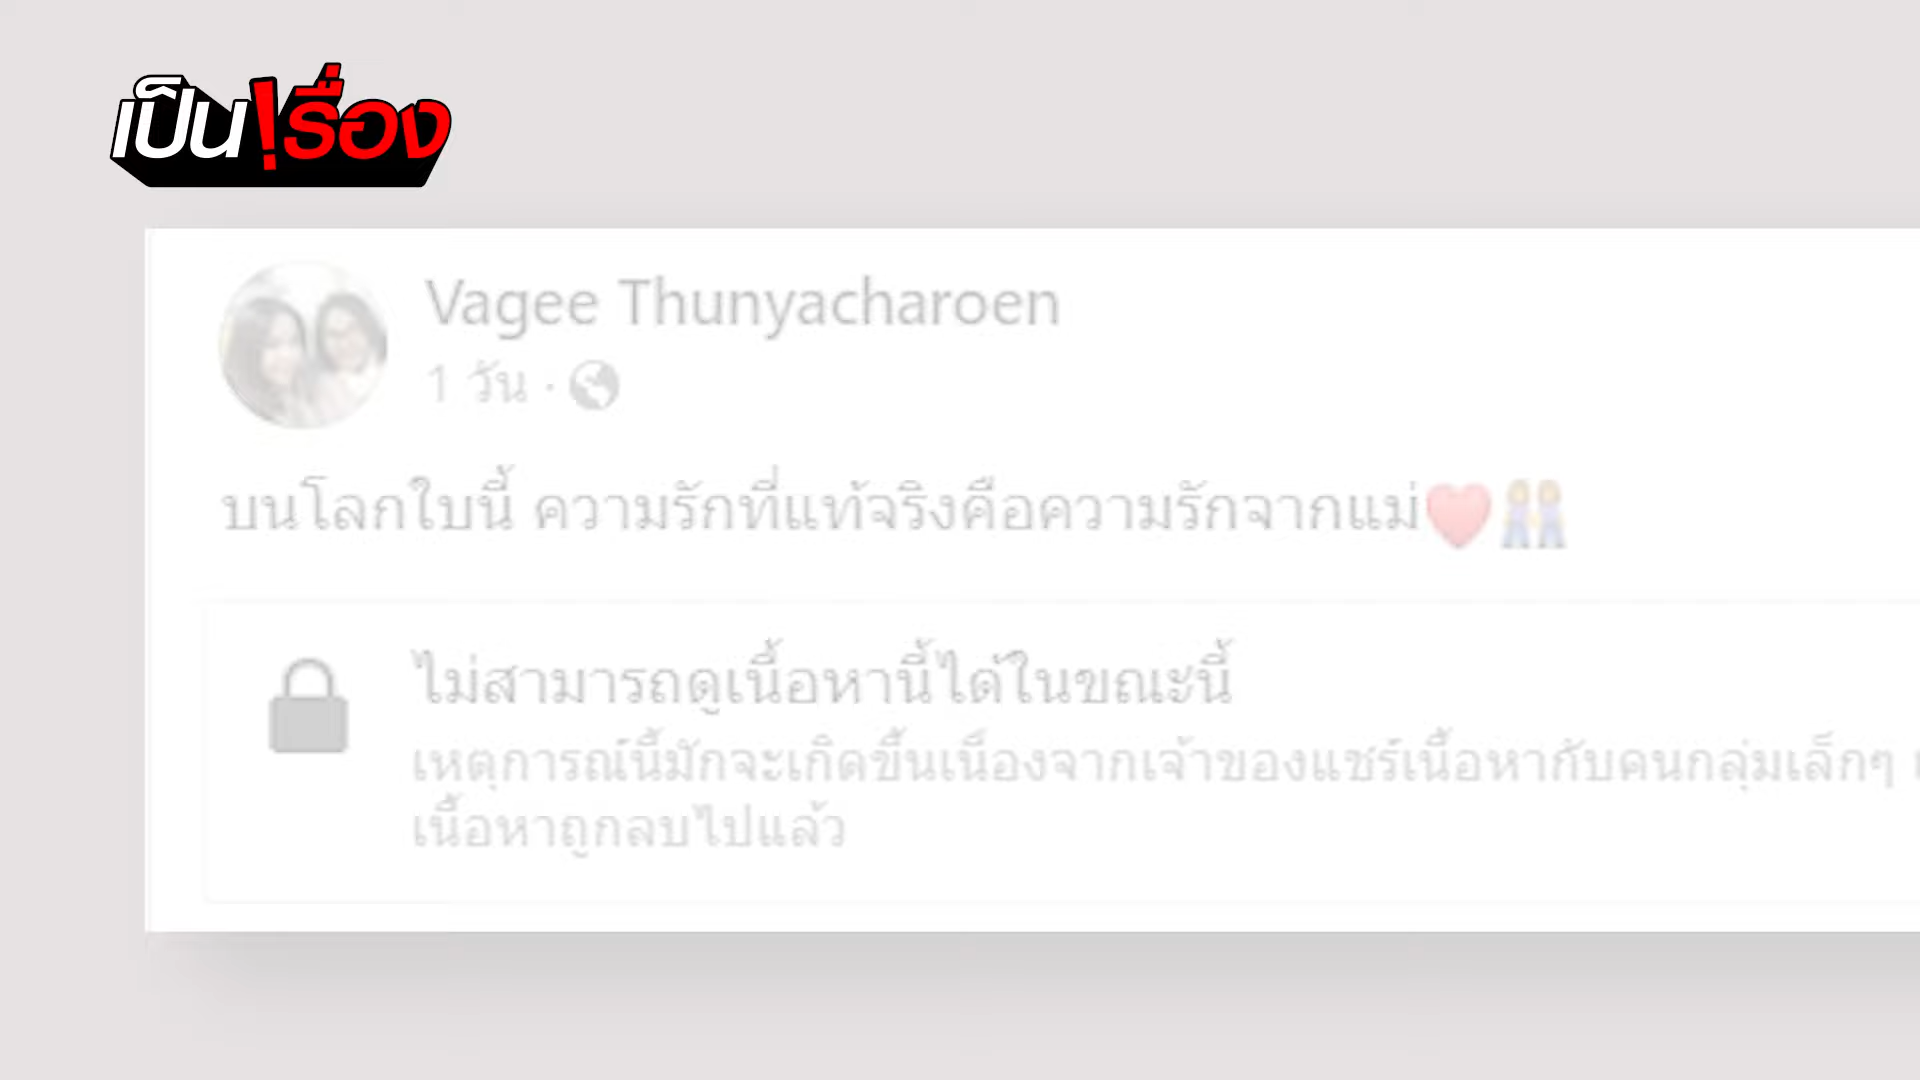 เป็น!รื่อง
Vagee Thunyacharoen
1 วัน ·
บนโลกใบนี้ ความรักที่แท้จริงคือความรักจากแม่❤️👭
ไม่สามารถดูเนื้อหานี้ได้ในขณะนี้
เหตุการณ์นี้มักจะเกิดขึ้นเนื่องจากเจ้าของแชร์เนื้อหากับคนกลุ่มเล็กๆ
เนื้อหาถูกลบไปแล้ว